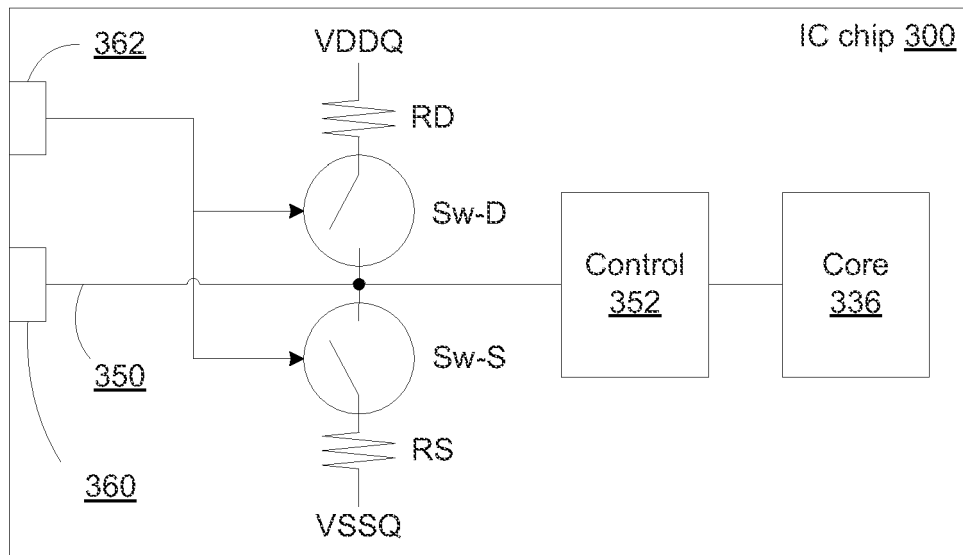 362
VDDQ
IC chip 300
RD
Sw-D
Control
352
Core
336
350
Sw-S
360
RS
VSSQ